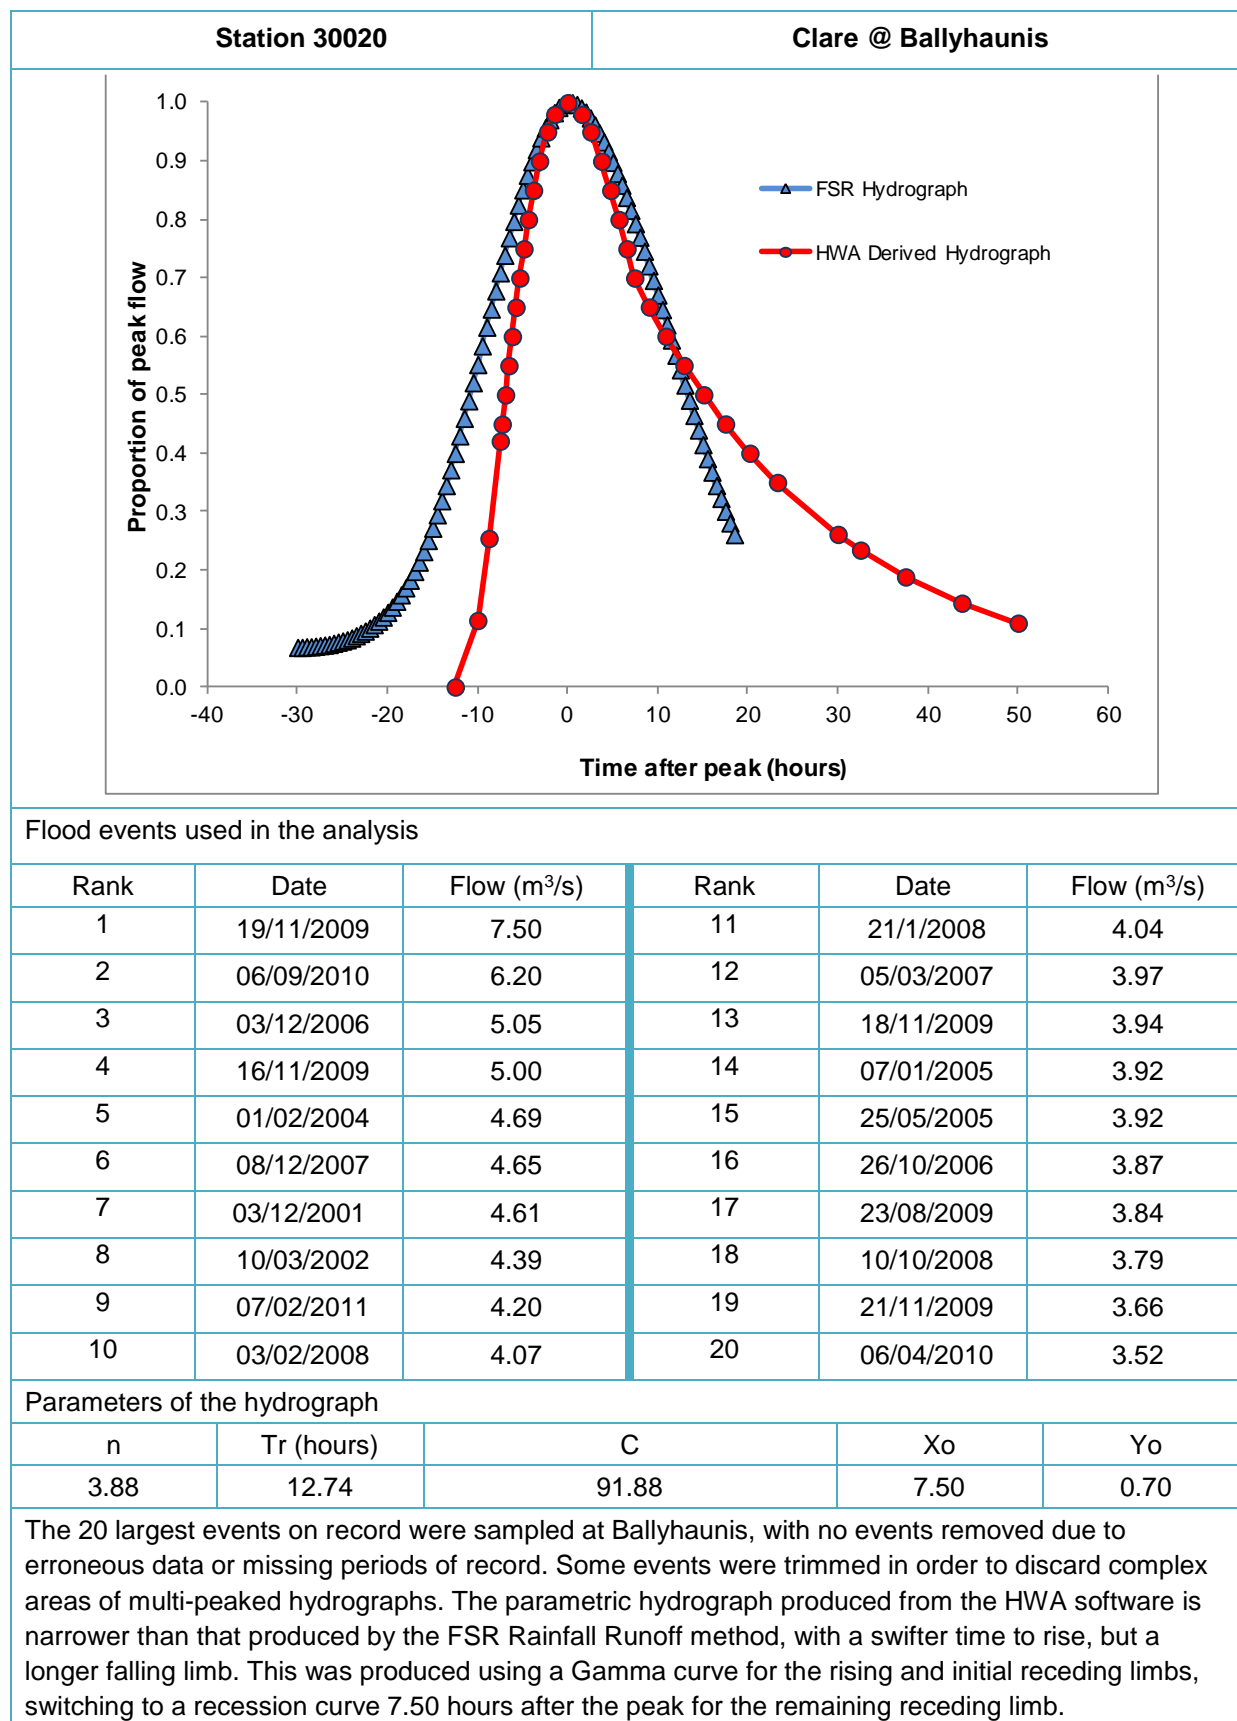 Station 30020
Clare @ Ballyhaunis
1.0
0.9
0.8
0.7
0.6
0.5
0.4
0.3
0.2
0.1
0.0
Proportion of peak flow
FSR Hydrograph
HWA Derived Hydrograph
-40 -30 -20 -10 0 10 20 30 40 50 60
Time after peak (hours)
Flood events used in the analysis
Rank Date Flow (m³/s) Rank Date Flow (m³/s)
1 19/11/2009 7.50 11 21/1/2008 4.04
2 06/09/2010 6.20 12 05/03/2007 3.97
3 03/12/2006 5.05 13 18/11/2009 3.94
4 16/11/2009 5.00 14 07/01/2005 3.92
5 01/02/2004 4.69 15 25/05/2005 3.92
6 08/12/2007 4.65 16 26/10/2006 3.87
7 03/12/2001 4.61 17 23/08/2009 3.84
8 10/03/2002 4.39 18 10/10/2008 3.79
9 07/02/2011 4.20 19 21/11/2009 3.66
10 03/02/2008 4.07 20 06/04/2010 3.52
Parameters of the hydrograph
n Tr (hours) C Xo Yo
3.88 12.74 91.88 7.50 0.70
The 20 largest events on record were sampled at Ballyhaunis, with no events removed due to
erroneous data or missing periods of record. Some events were trimmed in order to discard complex
areas of multi-peaked hydrographs. The parametric hydrograph produced from the HWA software is
narrower than that produced by the FSR Rainfall Runoff method, with a swifter time to rise, but a
longer falling limb. This was produced using a Gamma curve for the rising and initial receding limbs,
switching to a recession curve 7.50 hours after the peak for the remaining receding limb.